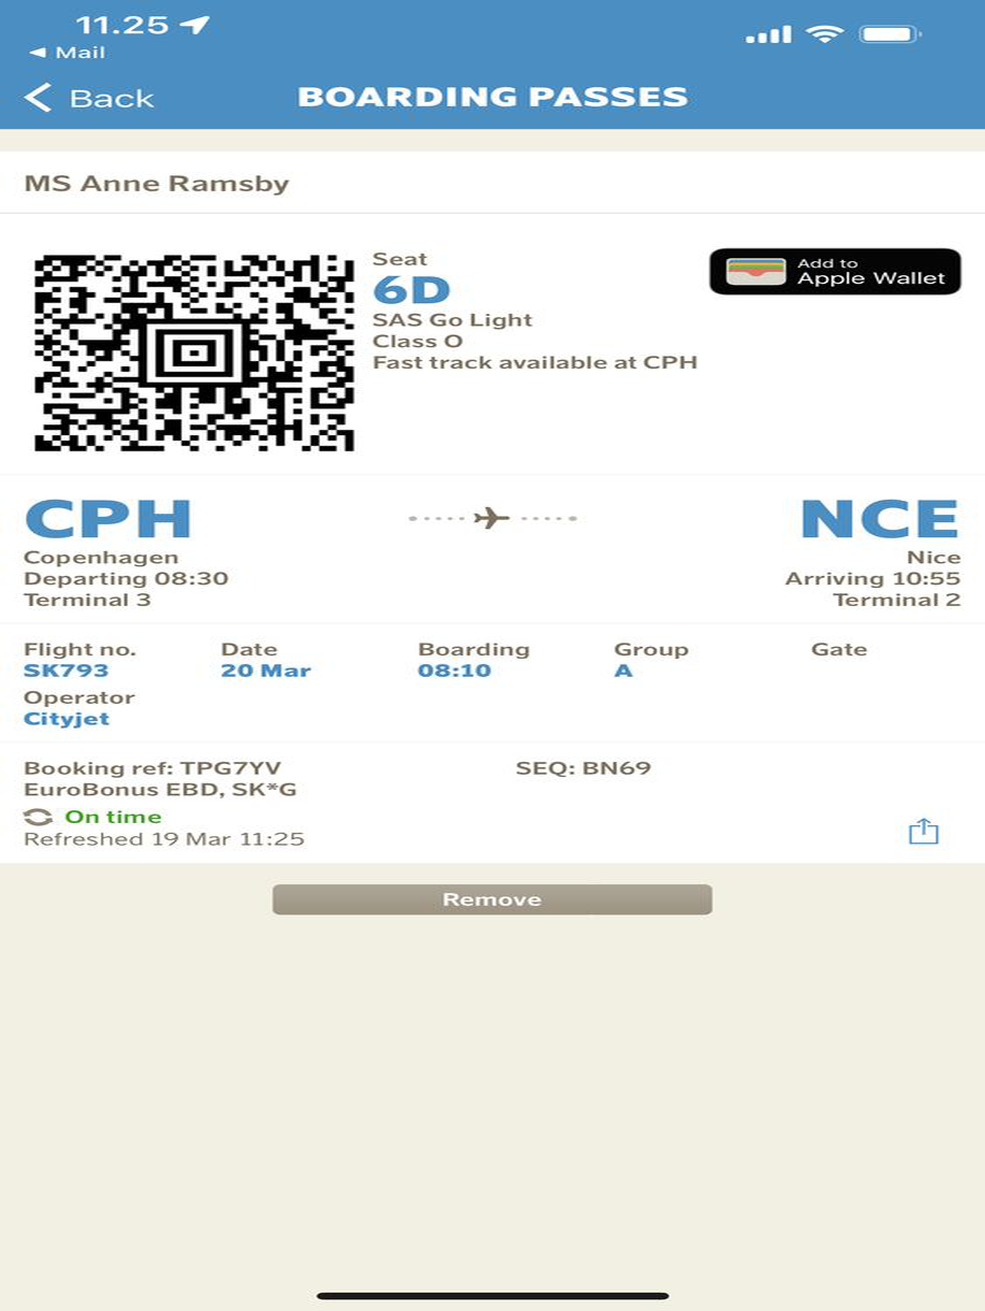 11.25
◄ Mail
Back
BOARDING PASSES
MS Anne Ramsby
Seat
6D
SAS Go Light
Class O
Fast track available at CPH
Add to
Apple Wallet
CPH
NCE
Copenhagen
Nice
Departing 08:30
Arriving 10:55
Terminal 3
Terminal 2
Flight no. Date Boarding Group Gate
SK793 20 Mar 08:10 A
Operator
Cityjet
Booking ref: TPG7YV SEQ: BN69
EuroBonus EBD, SK*G
On time
Refreshed 19 Mar 11:25
Remove